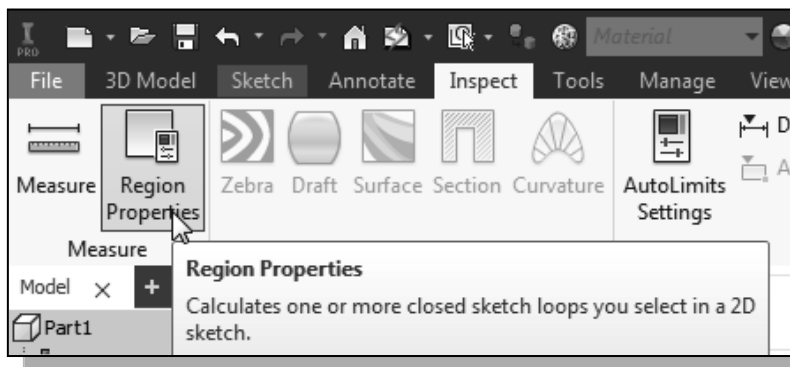 I
PRO
Material
File 3D Model Sketch Annotate Inspect Tools Manage View
Measure Region Properties Zebra Draft Surface Section Curvature AutoLimits Settings D
A
Measure
Model × +
Region Properties
Calculates one or more closed sketch loops you select in a 2D
sketch.
Part1